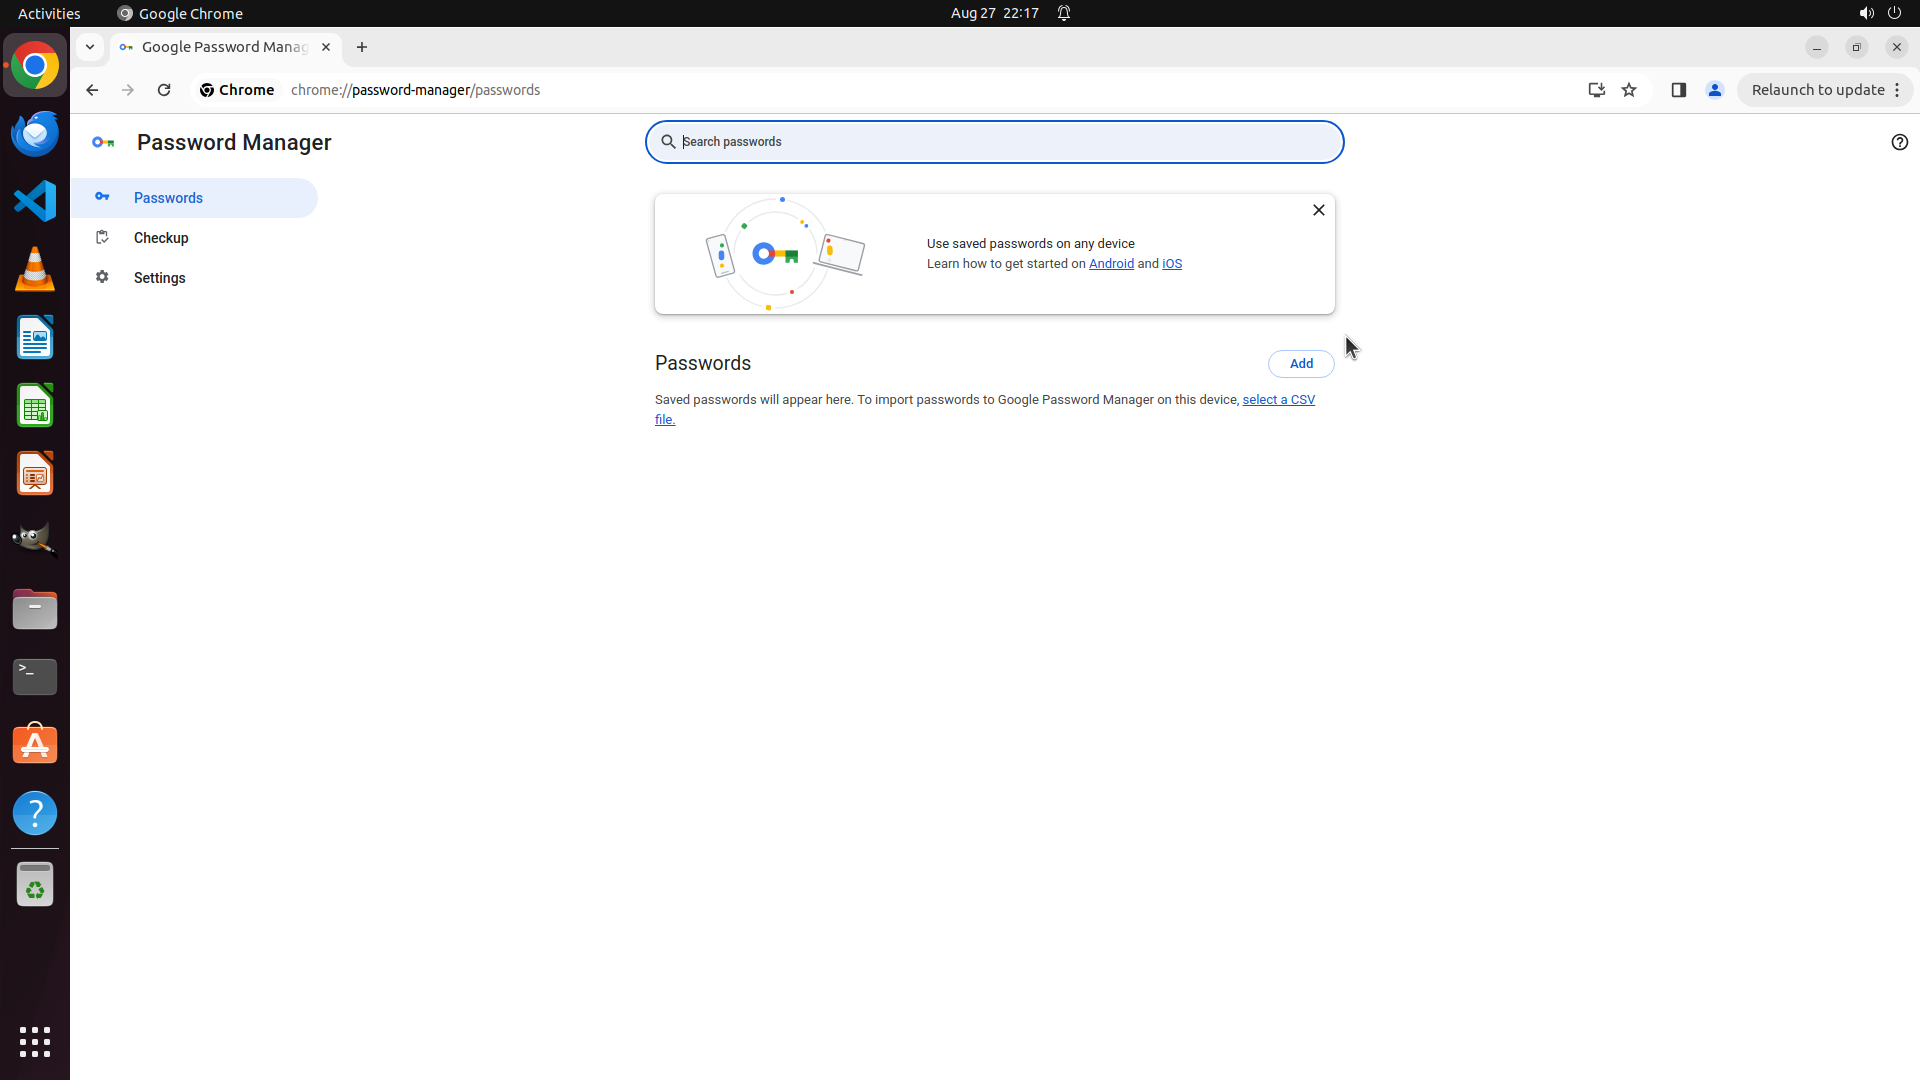 Activities
Google Chrome
Aug 27 22:17
Google Password Manag
Chrome
chrome://password-manager/passwords
Relaunch to update
Password Manager
Search passwords
Passwords
Checkup
Settings
Use saved passwords on any device
Learn how to get started on Android and iOS
Passwords
Add
Saved passwords will appear here. To import passwords to Google Password Manager on this device, select a CSV
file.